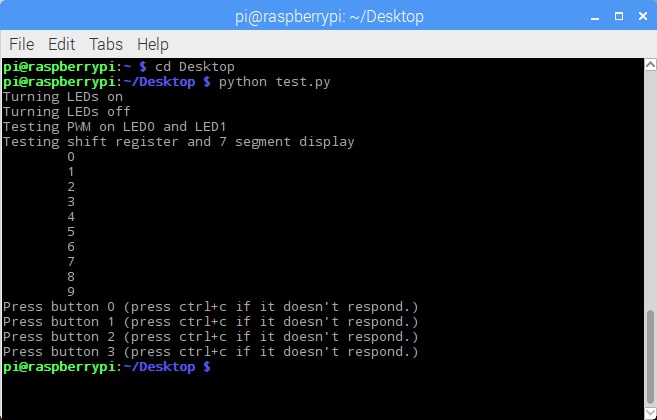 pi@raspberrypi: ~/Desktop
File Edit Tabs Help
pi@raspberrypi:~ $ cd Desktop
pi@raspberrypi:~/Desktop $ python test.py
Turning LEDs on
Turning LEDs off
Testing PWM on LED0 and LED1
Testing shift register and 7 segment display
0
1
2
3
4
5
6
7
8
9
Press button 0 (press ctrl+c if it doesn't respond.)
Press button 1 (press ctrl+c if it doesn't respond.)
Press button 2 (press ctrl+c if it doesn't respond.)
Press button 3 (press ctrl+c if it doesn't respond.)
pi@raspberrypi:~/Desktop $